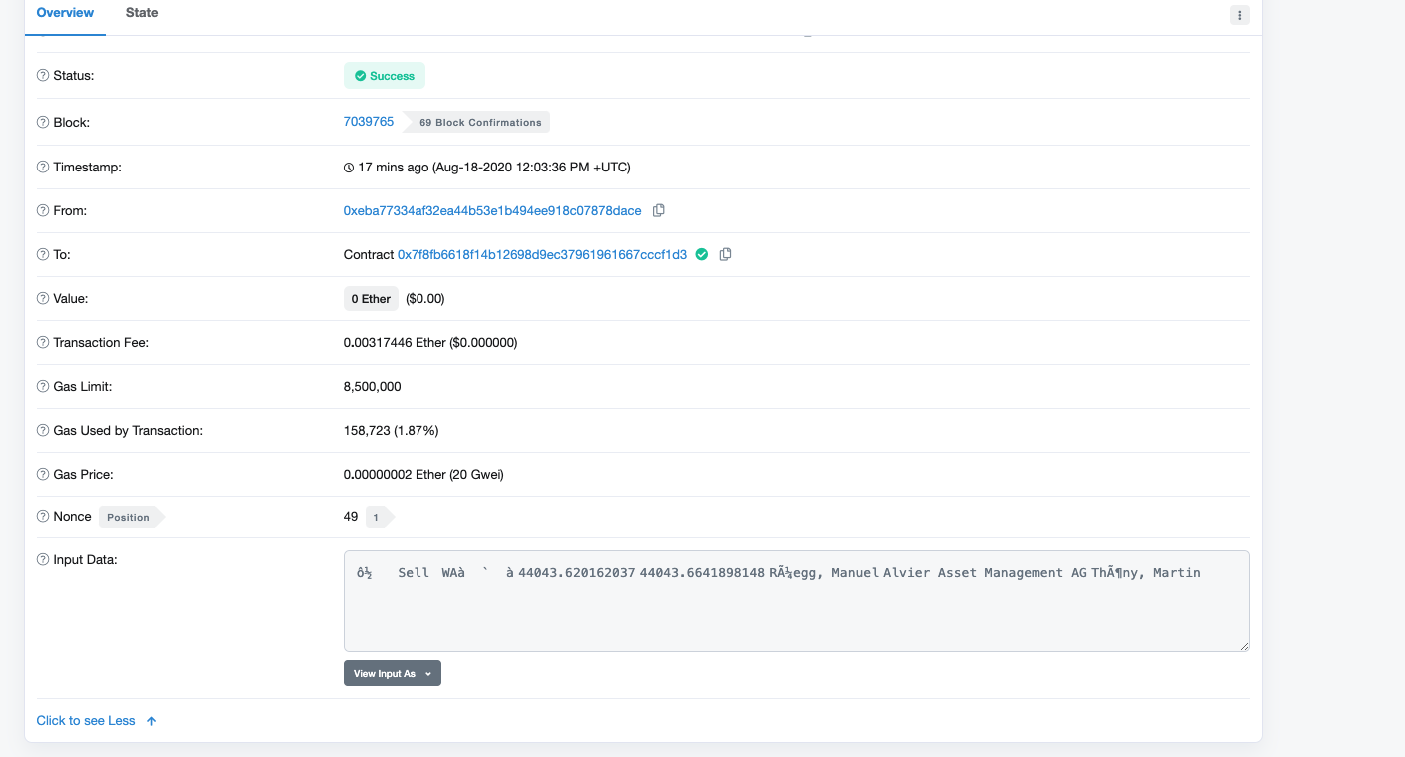 Overview State
Status: Success
Block: 7039765 69 Block Confirmations
Timestamp: 17 mins ago (Aug-18-2020 12:03:36 PM +UTC)
From: 0xeba77334af32ea44b53e1b494ee918c07878dace
To: Contract 0x7f8fb6618f14b12698d9ec37961961667cccf1d3
Value: 0 Ether ($0.00)
Transaction Fee: 0.00317446 Ether ($0.000000)
Gas Limit: 8,500,000
Gas Used by Transaction: 158,723 (1.87%)
Gas Price: 0.00000002 Ether (20 Gwei)
Nonce Position 49 1
Input Data: ô½ Sell WAà ` à 44043.620162037 44043.6641898148 RÃ¼egg, Manuel Alvier Asset Management AG ThÃ¶ny, Martin
View Input As
Click to see Less